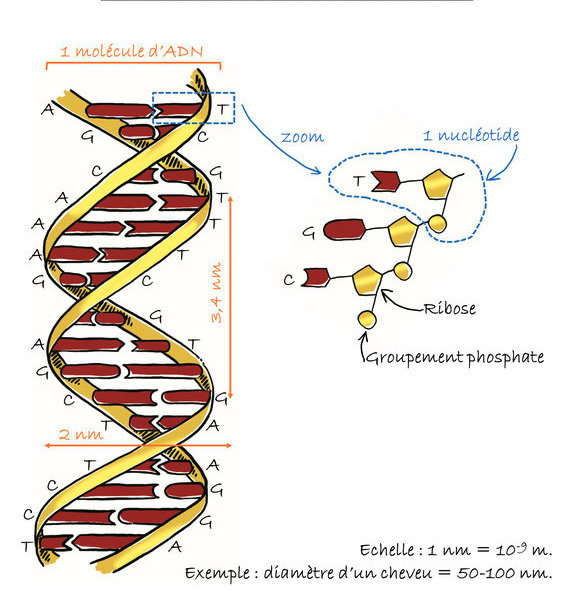 1 molécule d'ADN
A T
G C
zoom
1 nucléotide
C G
T
A T
A T
G
A T
G C
C
3,4 nm
Ribose
G
Groupement phosphate
A T
G
C G
T A
2 nm
T A
G
C G
T A
Echelle : 1 nm = 10⁻⁹ m.
Exemple : diamètre d'un cheveu = 50-100 nm.